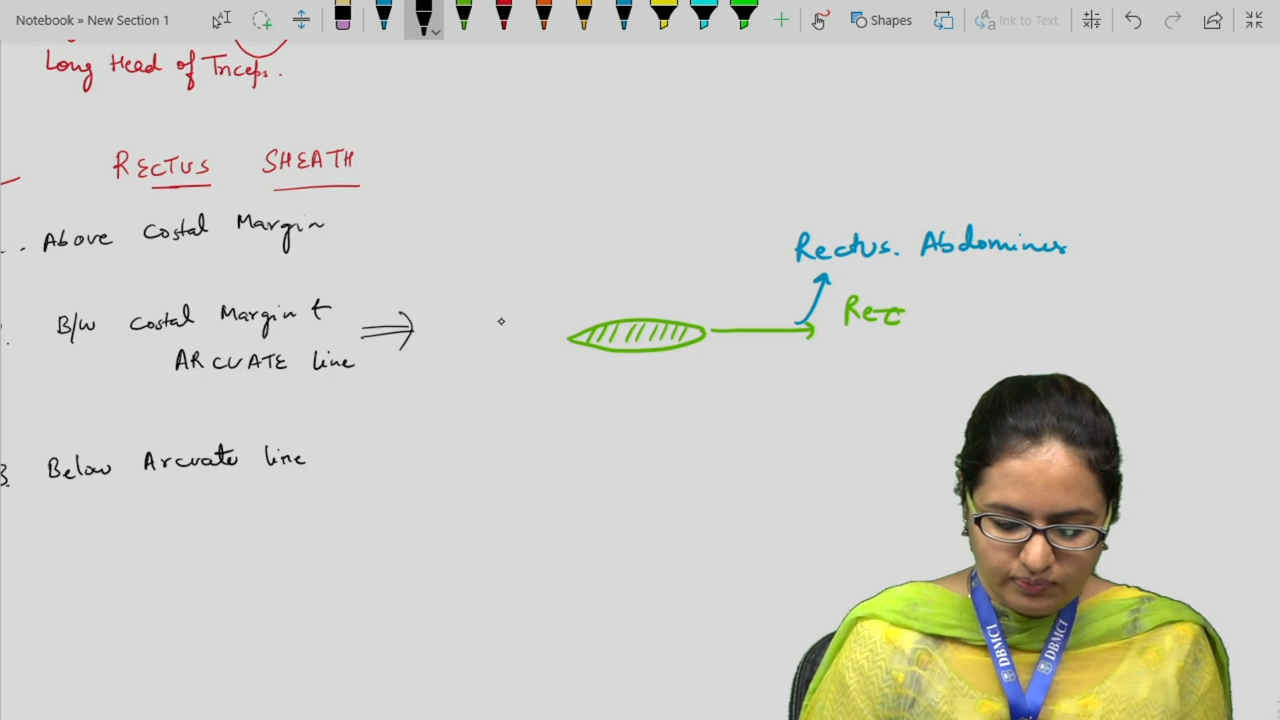 Notebook » New Section 1
Shapes
Ink to Text
Long Head of Triceps.
RECTUS SHEATH
Above Costal Margin
Rectus. Abdominus
B/W Costal Margin &
Rec
ARCUATE line
3. Below Arcuate line
DBMCI
DBMCI